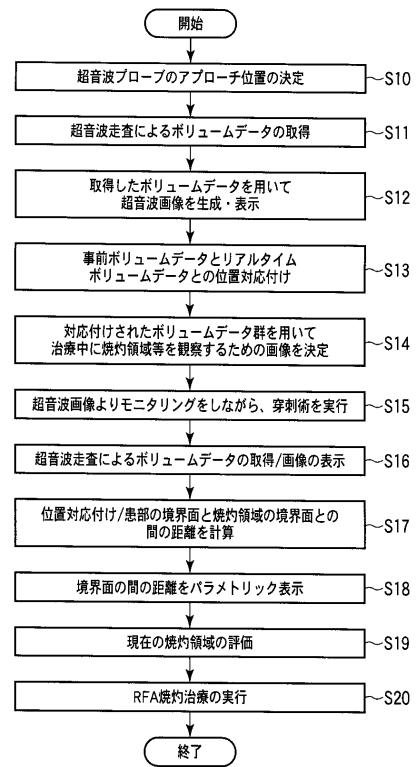 開始
超音波プローブのアプローチ位置の決定
S10
超音波走査によるボリュームデータの取得
S11
取得したボリュームデータを用いて
超音波画像を生成・表示
S12
事前ボリュームデータとリアルタイム
ボリュームデータとの位置対応付け
S13
対応付けされたボリュームデータ群を用いて
治療中に焼灼領域等を観察するための画像を決定
S14
超音波画像よりモニタリングをしながら、穿刺術を実行
S15
超音波走査によるボリュームデータの取得/画像の表示
S16
位置対応付け/患部の境界面と焼灼領域の境界面との
間の距離を計算
S17
境界面の間の距離をパラメトリック表示
S18
現在の焼灼領域の評価
S19
RFA焼灼治療の実行
S20
終了